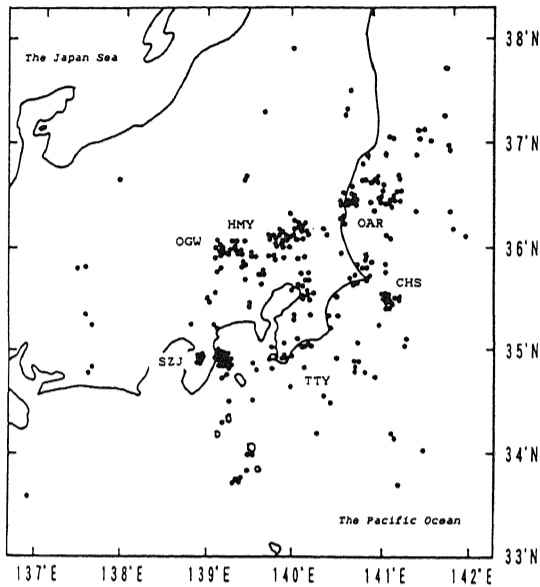 38°N
The Japan Sea
37°N
HMY
OAR
OGW
36°N
CHS
SZJ
35°N
TTY
34°N
The Pacific Ocean
33°N
137°E 138°E 139°E 140°E 141°E 142°E